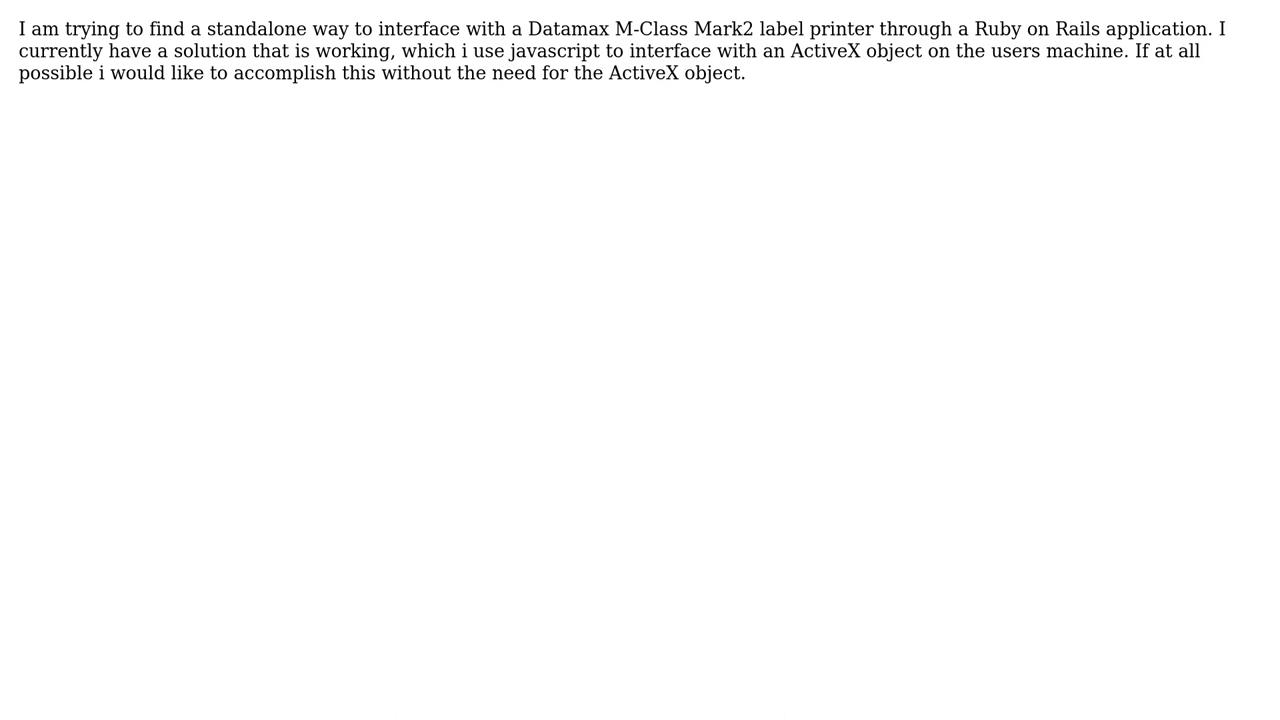 I am trying to find a standalone way to interface with a Datamax M-Class Mark2 label printer through a Ruby on Rails application. I
currently have a solution that is working, which i use javascript to interface with an ActiveX object on the users machine. If at all
possible i would like to accomplish this without the need for the ActiveX object.